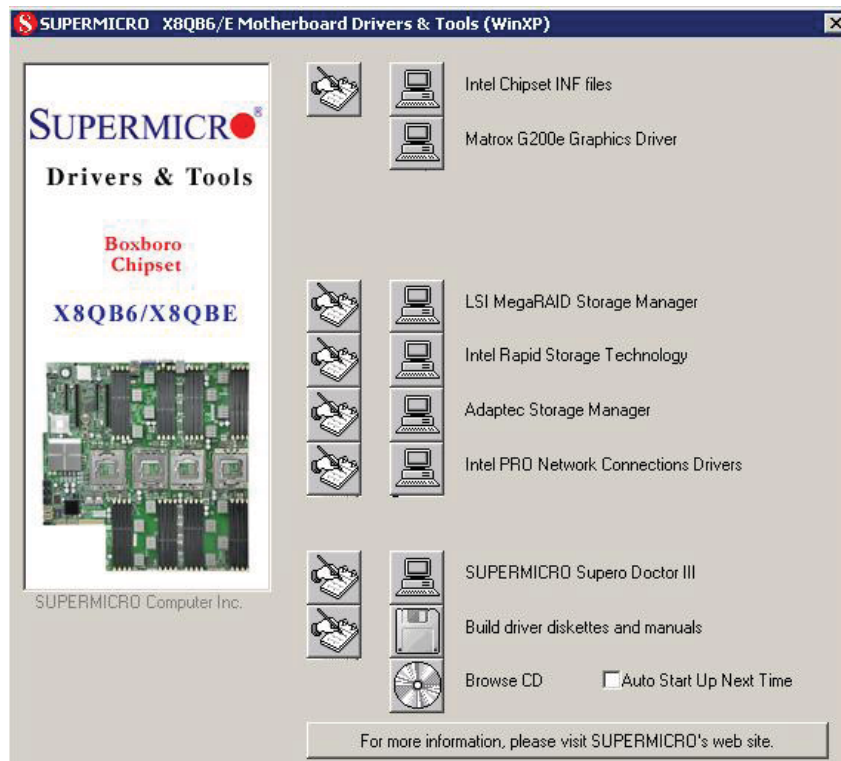 SUPERMICRO X8QB6/E Motherboard Drivers & Tools (WinXP)
SUPERMICRO®
Drivers & Tools
Boxboro
Chipset
X8QB6/X8QBE
SUPERMICRO Computer Inc.
Intel Chipset INF files
Matrox G200e Graphics Driver
LSI MegaRAID Storage Manager
Intel Rapid Storage Technology
Adaptec Storage Manager
Intel PRO Network Connections Drivers
SUPERMICRO Supero Doctor III
Build driver diskettes and manuals
Browse CD
Auto Start Up Next Time
For more information, please visit SUPERMICRO's web site.